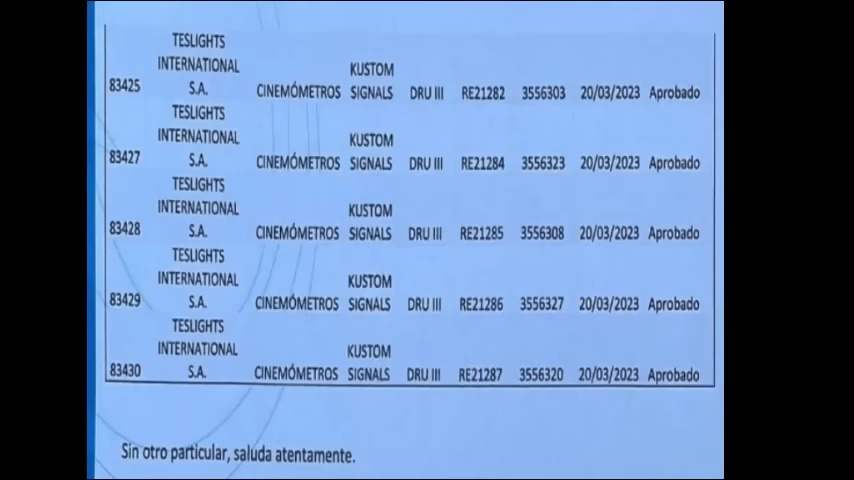 TESLIGHTS
INTERNATIONAL KUSTOM
83425 S.A. CINEMÓMETROS SIGNALS DRU III RE21282 3556303 20/03/2023 Aprobado
TESLIGHTS
INTERNATIONAL KUSTOM
83427 S.A. CINEMÓMETROS SIGNALS DRU III RE21284 3556323 20/03/2023 Aprobado
TESLIGHTS
INTERNATIONAL KUSTOM
83428 S.A. CINEMÓMETROS SIGNALS DRU III RE21285 3556308 20/03/2023 Aprobado
TESLIGHTS
INTERNATIONAL KUSTOM
83429 S.A. CINEMÓMETROS SIGNALS DRU III RE21286 3556327 20/03/2023 Aprobado
TESLIGHTS
INTERNATIONAL KUSTOM
83430 S.A. CINEMÓMETROS SIGNALS DRU III RE21287 3556320 20/03/2023 Aprobado
Sin otro particular, saluda atentamente.